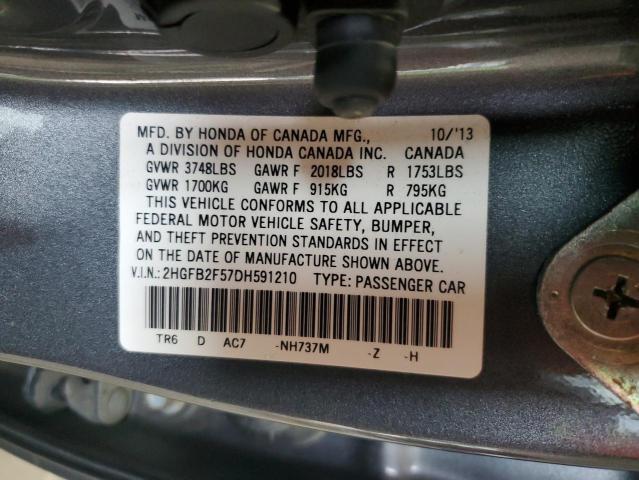 MFD. BY HONDA OF CANADA MFG., 10/'13
A DIVISION OF HONDA CANADA INC. CANADA
GVWR 3748LBS GAWR F 2018LBS R 1753LBS
GVWR 1700KG GAWR F 915KG R 795KG
THIS VEHICLE CONFORMS TO ALL APPLICABLE
FEDERAL MOTOR VEHICLE SAFETY, BUMPER,
AND THEFT PREVENTION STANDARDS IN EFFECT
ON THE DATE OF MANUFACTURE SHOWN ABOVE.
V.I.N.: 2HGFB2F57DH591210 TYPE: PASSENGER CAR
TR6 D AC7 -NH737M -Z -H